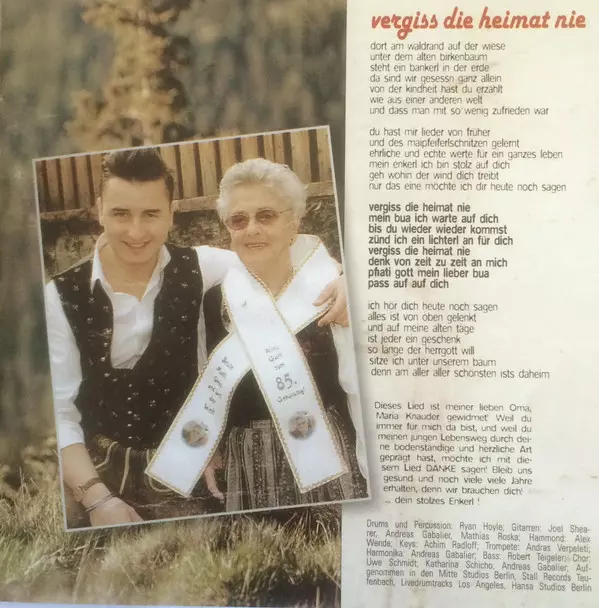 vergiss die heimat nie
dort am waldrand auf der wiese
unter dem alten birkenbaum
steht ein bankerl in der erde
da sind wir gesessn ganz allein
von der kindheit hast du erzählt
wie aus einer anderen welt
und dass man mit so wenig zufrieden war
du hast mir lieder von früher
und des maipfeiferlschnitzen gelernt
ehrliche und echte werte für ein ganzes leben
mein enkerl ich bin stolz auf dich
geh wohin der wind dich treibt
nur das eine möchte ich dir heute noch sagen
vergiss die heimat nie
mein bua ich warte auf dich
bis du wieder wieder kommst
zünd ich ein lichterl an für dich
vergiss die heimat nie
denk von zeit zu zeit an mich
pfiati gott mein lieber bua
pass auf auf dich
ich hör dich heute noch sagen
alles ist von oben gelenkt
und auf meine alten tage
ist jeder ein geschenk
so lange der herrgott will
sitze ich unter unserem baum
denn am aller aller schönsten ists daheim
Dieses Lied ist meiner lieben Oma,
Maria Knauder gewidmet! Weil du
immer für mich da bist, und weil du
meinen jungen Lebensweg durch dei-
ne bodenständige und herzliche Art
geprägt hast, möchte ich mit die-
sem Lied DANKE sagen! Bleib uns
gesund und noch viele viele Jahre
erhalten, denn wir brauchen dich!
... dein stolzes Enkerl !
Drums und Percussion: Ryan Hoyle; Gitarren: Joel Shea-
rer, Andreas Gabalier, Mathias Roska; Hammond: Alex
Wende; Keys: Achim Radloff; Trompete: Andras Verpeleti;
Harmonika: Andreas Gabalier; Bass: Robert Teigeler; Chor:
Uwe Schmidt, Katharina Schicho, Andreas Gabalier; Auf-
genommen in den Mitte Studios Berlin, Stall Records Teu-
fenbach, Livedrumtracks Los Angeles, Hansa Studios Berlin
Alles
Gute
zum
85.
Geburtstag!